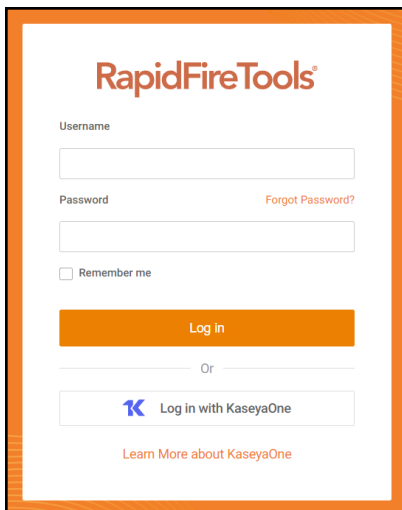 RapidFireTools®
Username
Password Forgot Password?
Remember me
Log in
Or
Log in with KaseyaOne
Learn More about KaseyaOne